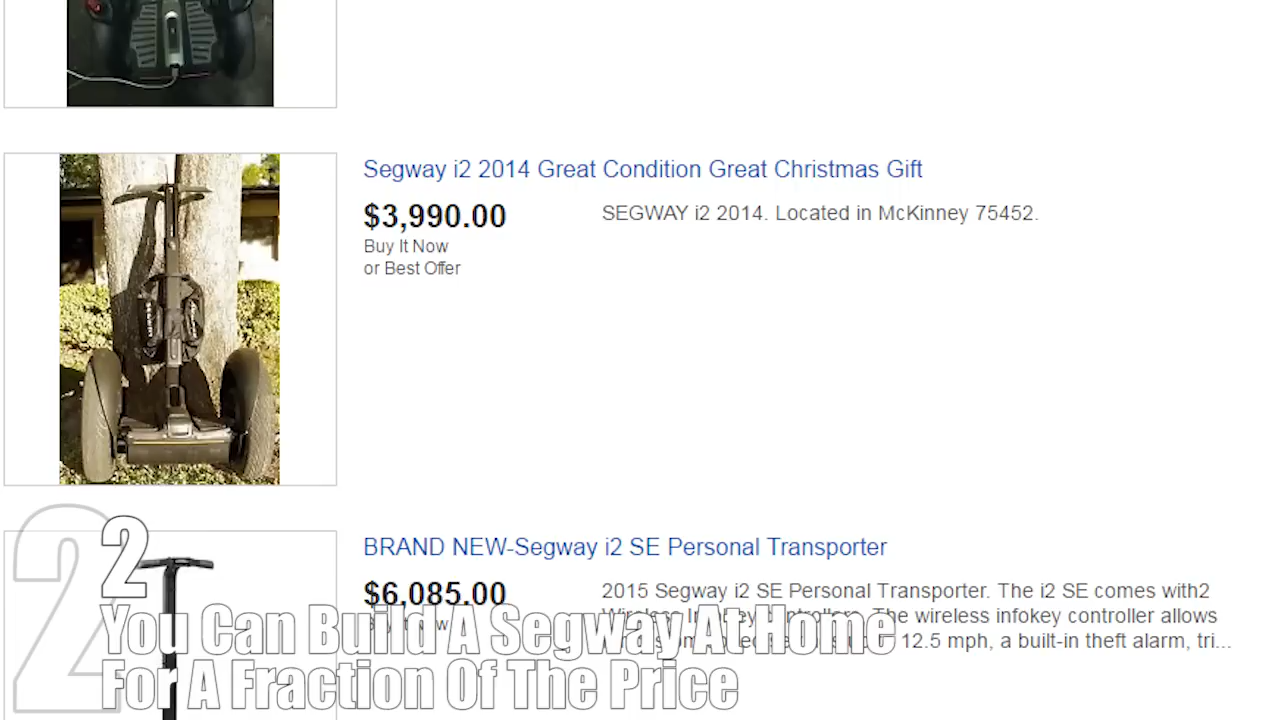 Segway i2 2014 Great Condition Great Christmas Gift
$3,990.00
SEGWAY i2 2014. Located in McKinney 75452.
Buy It Now
or Best Offer
BRAND NEW-Segway i2 SE Personal Transporter
$6,085.00
2015 Segway i2 SE Personal Transporter. The i2 SE comes with2
The wireless infokey controller allows
12.5 mph, a built-in theft alarm, tri...
2
2
You Can Build A Segway At Home
For A Fraction Of The Price